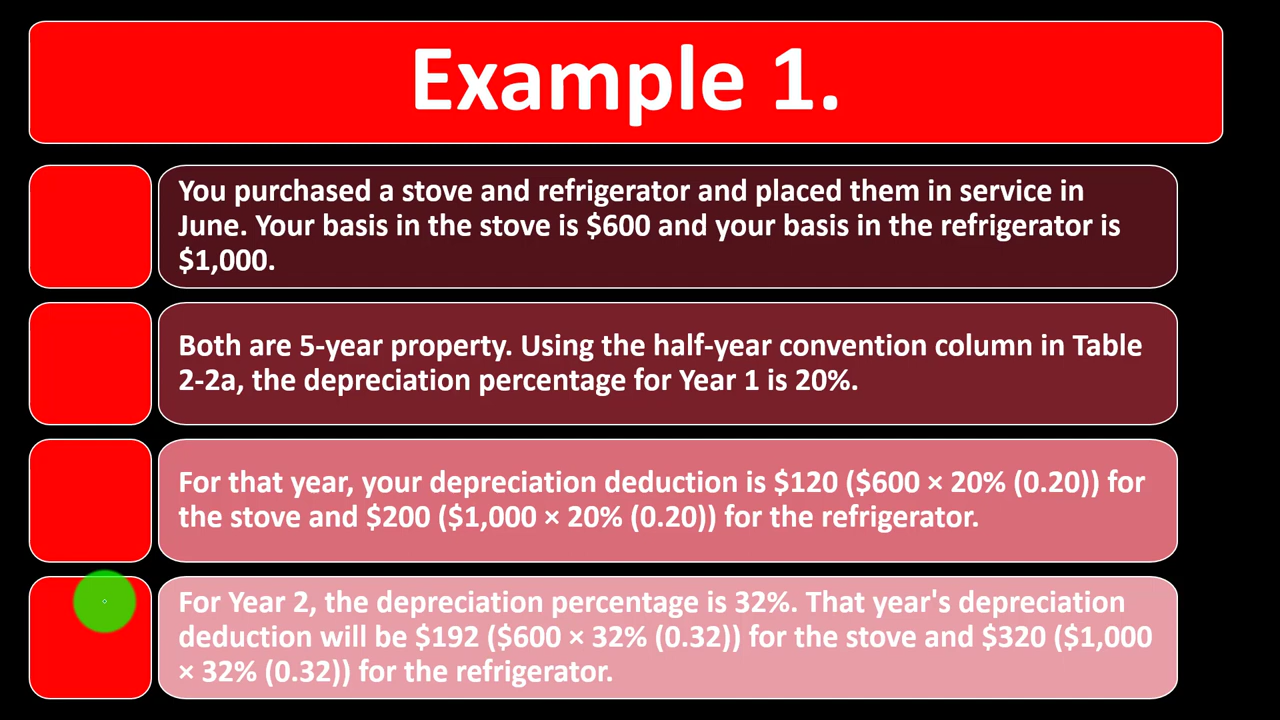 Example 1.
You purchased a stove and refrigerator and placed them in service in
June. Your basis in the stove is $600 and your basis in the refrigerator is
$1,000.
Both are 5-year property. Using the half-year convention column in Table
2-2a, the depreciation percentage for Year 1 is 20%.
For that year, your depreciation deduction is $120 ($600 × 20% (0.20)) for
the stove and $200 ($1,000 × 20% (0.20)) for the refrigerator.
For Year 2, the depreciation percentage is 32%. That year's depreciation
deduction will be $192 ($600 × 32% (0.32)) for the stove and $320 ($1,000
× 32% (0.32)) for the refrigerator.